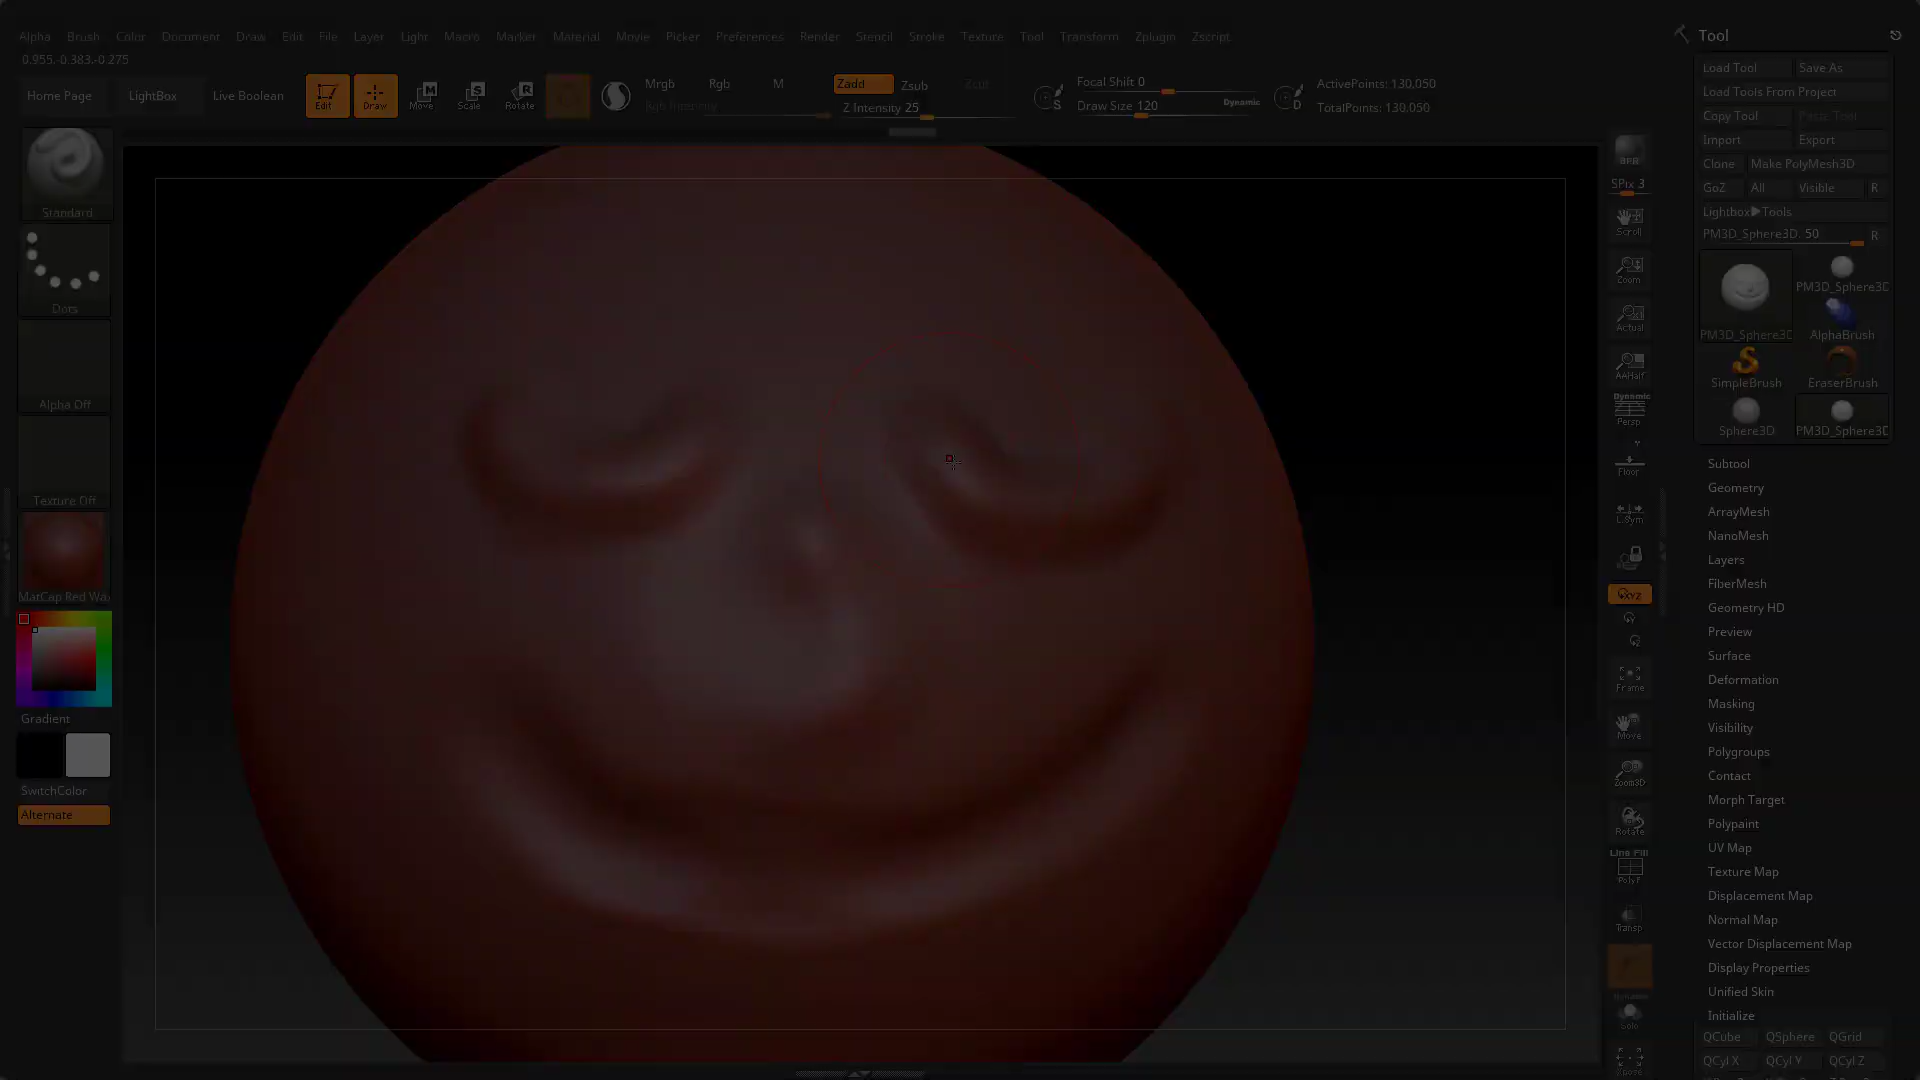 Alpha Brush Color Document Draw Edit File Layer Light Macro Marker Material Movie Picker Preferences Render Stencil Stroke Texture Tool Transform Zplugin Zscript
0.955,-0.383,-0.275
Home Page LightBox Live Boolean
Edit Draw Move Scale Rotate
Mrgb Rgb M
Rgb Intensity
Zadd Zsub Zcut
Z Intensity 25
Focal Shift 0
Draw Size 120 Dynamic
S
D
ActivePoints: 130,050
TotalPoints: 130,050
Standard
Dots
Alpha Off
Texture Off
MatCap Red Wa
Gradient
SwitchColor
Alternate
BPR
SPix 3
Scroll
Zoom
Actual
AAHalf
Dynamic
Persp
Floor
L.Sym
XYZ
Frame
Move
Zoom3D
Rotate
Line Fill
PolyF
Transp
Solo
Xpose
Tool
Load Tool Save As
Load Tools From Project
Copy Tool Paste Tool
Import Export
Clone Make PolyMesh3D
GoZ All Visible R
Lightbox▶Tools
PM3D_Sphere3D. 50 R
PM3D_Sphere3D
PM3D_Sphere3D AlphaBrush
SimpleBrush EraserBrush
Sphere3D PM3D_Sphere3D
Subtool
Geometry
ArrayMesh
NanoMesh
Layers
FiberMesh
Geometry HD
Preview
Surface
Deformation
Masking
Visibility
Polygroups
Contact
Morph Target
Polypaint
UV Map
Texture Map
Displacement Map
Normal Map
Vector Displacement Map
Display Properties
Unified Skin
Initialize
QCube QSphere QGrid
QCyl X QCyl Y QCyl Z